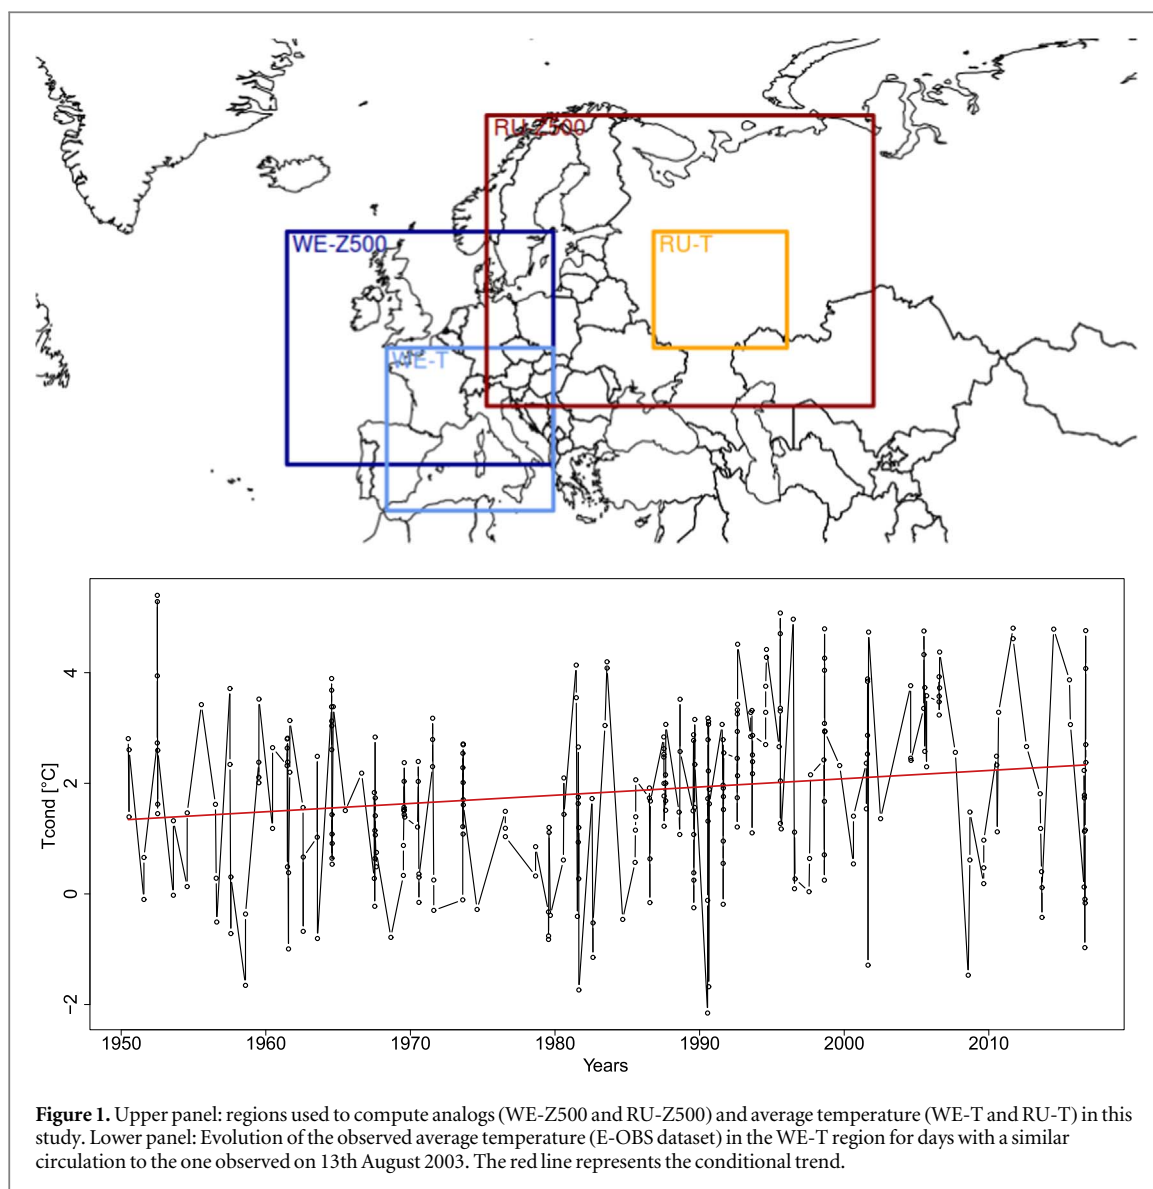 RU-Z500
WE-Z500
RU-T
WE-T
4
2
0
−2
Tcond [°C]
1950 1960 1970 1980 1990 2000 2010
Years
Figure 1. Upper panel: regions used to compute analogs (WE-Z500 and RU-Z500) and average temperature (WE-T and RU-T) in this
study. Lower panel: Evolution of the observed average temperature (E-OBS dataset) in the WE-T region for days with a similar
circulation to the one observed on 13th August 2003. The red line represents the conditional trend.